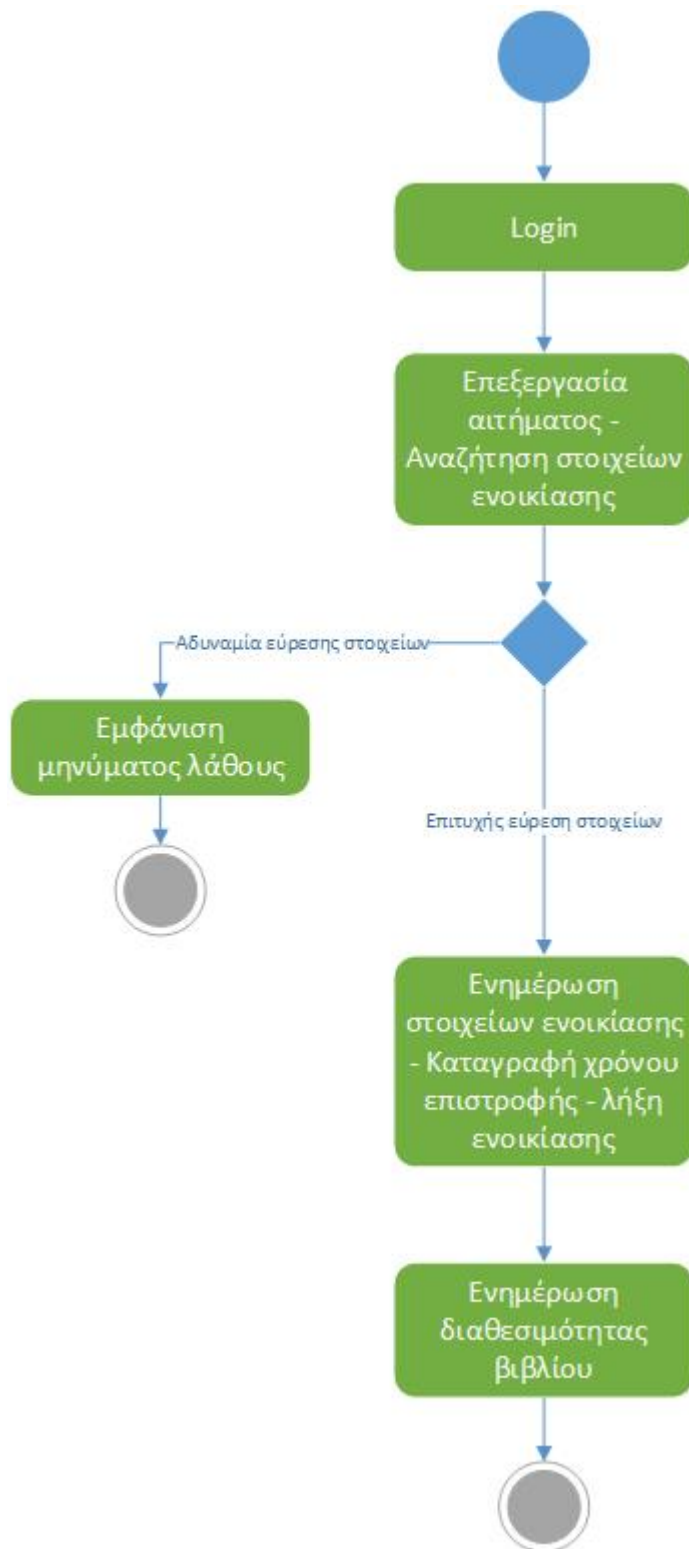 Login
Επεξεργασία
αιτήματος -
Αναζήτηση στοιχείων
ενοικίασης
Αδυναμία εύρεσης στοιχείων
Εμφάνιση
μηνύματος λάθους
Επιτυχής εύρεση στοιχείων
Ενημέρωση
στοιχείων ενοικίασης
- Καταγραφή χρόνου
επιστροφής - λήξη
ενοικίασης
Ενημέρωση
διαθεσιμότητας
βιβλίου